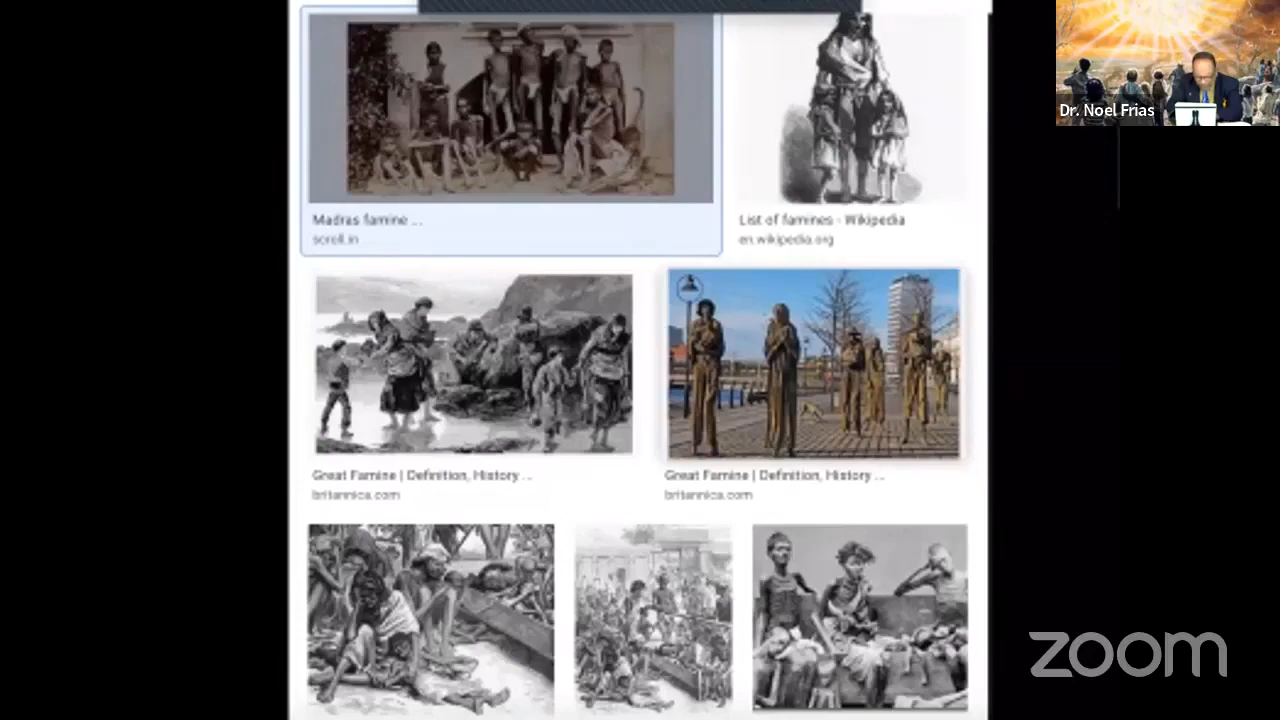 Dr. Noel Frias
Madras famine ...
scroll.in
List of famines - Wikipedia
en.wikipedia.org
Great Famine | Definition, History ...
britannica.com
Great Famine | Definition, History ...
britannica.com
zoom